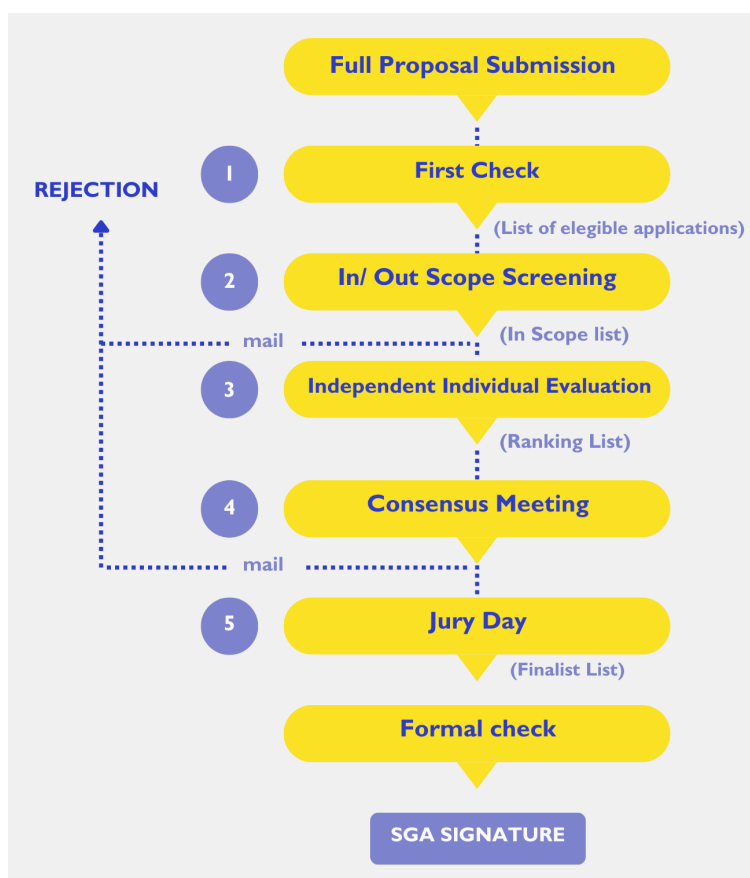 Full Proposal Submission
1
First Check
REJECTION
(List of elegible applications)
2
In/ Out Scope Screening
(In Scope list)
mail
3
Independent Individual Evaluation
(Ranking List)
4
Consensus Meeting
mail
5
Jury Day
(Finalist List)
Formal check
SGA SIGNATURE